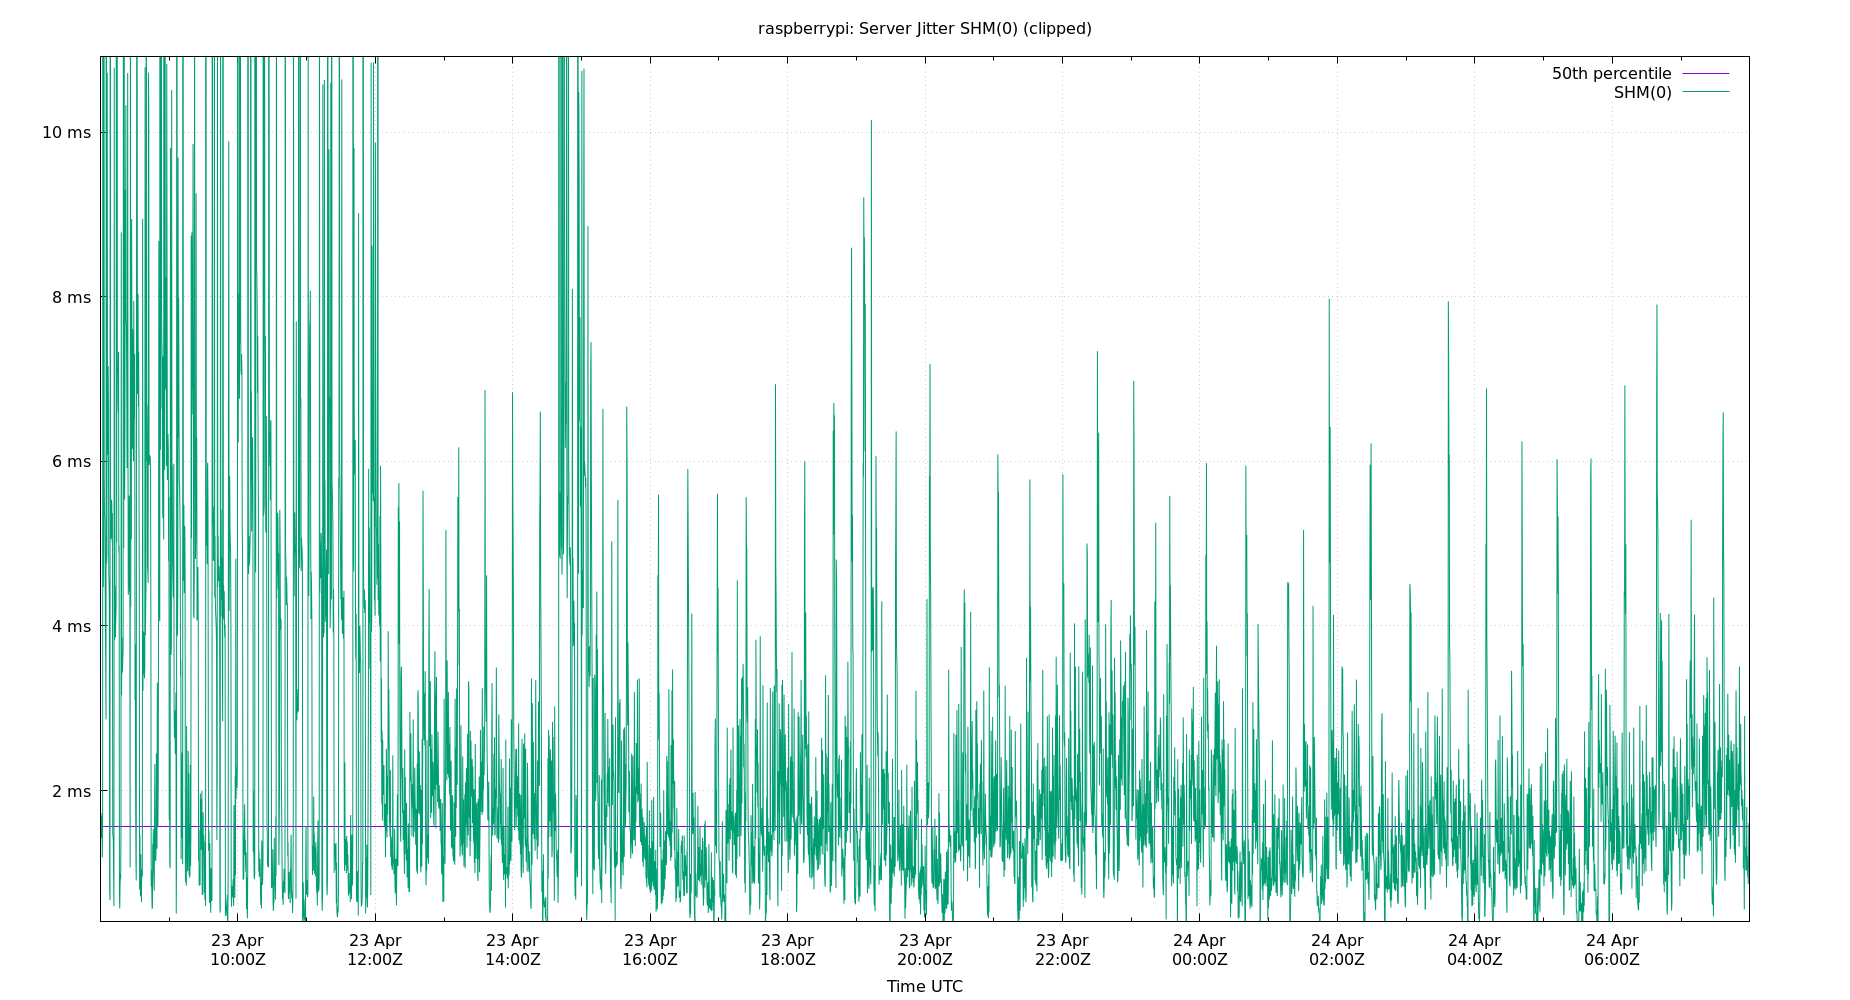 raspberrypi: Server Jitter SHM(0) (clipped)
50th percentile
SHM(0)
10 ms
8 ms
6 ms
4 ms
2 ms
23 Apr 23 Apr 23 Apr 23 Apr 23 Apr 23 Apr 23 Apr 24 Apr 24 Apr 24 Apr 24 Apr
10:00Z 12:00Z 14:00Z 16:00Z 18:00Z 20:00Z 22:00Z 00:00Z 02:00Z 04:00Z 06:00Z
Time UTC